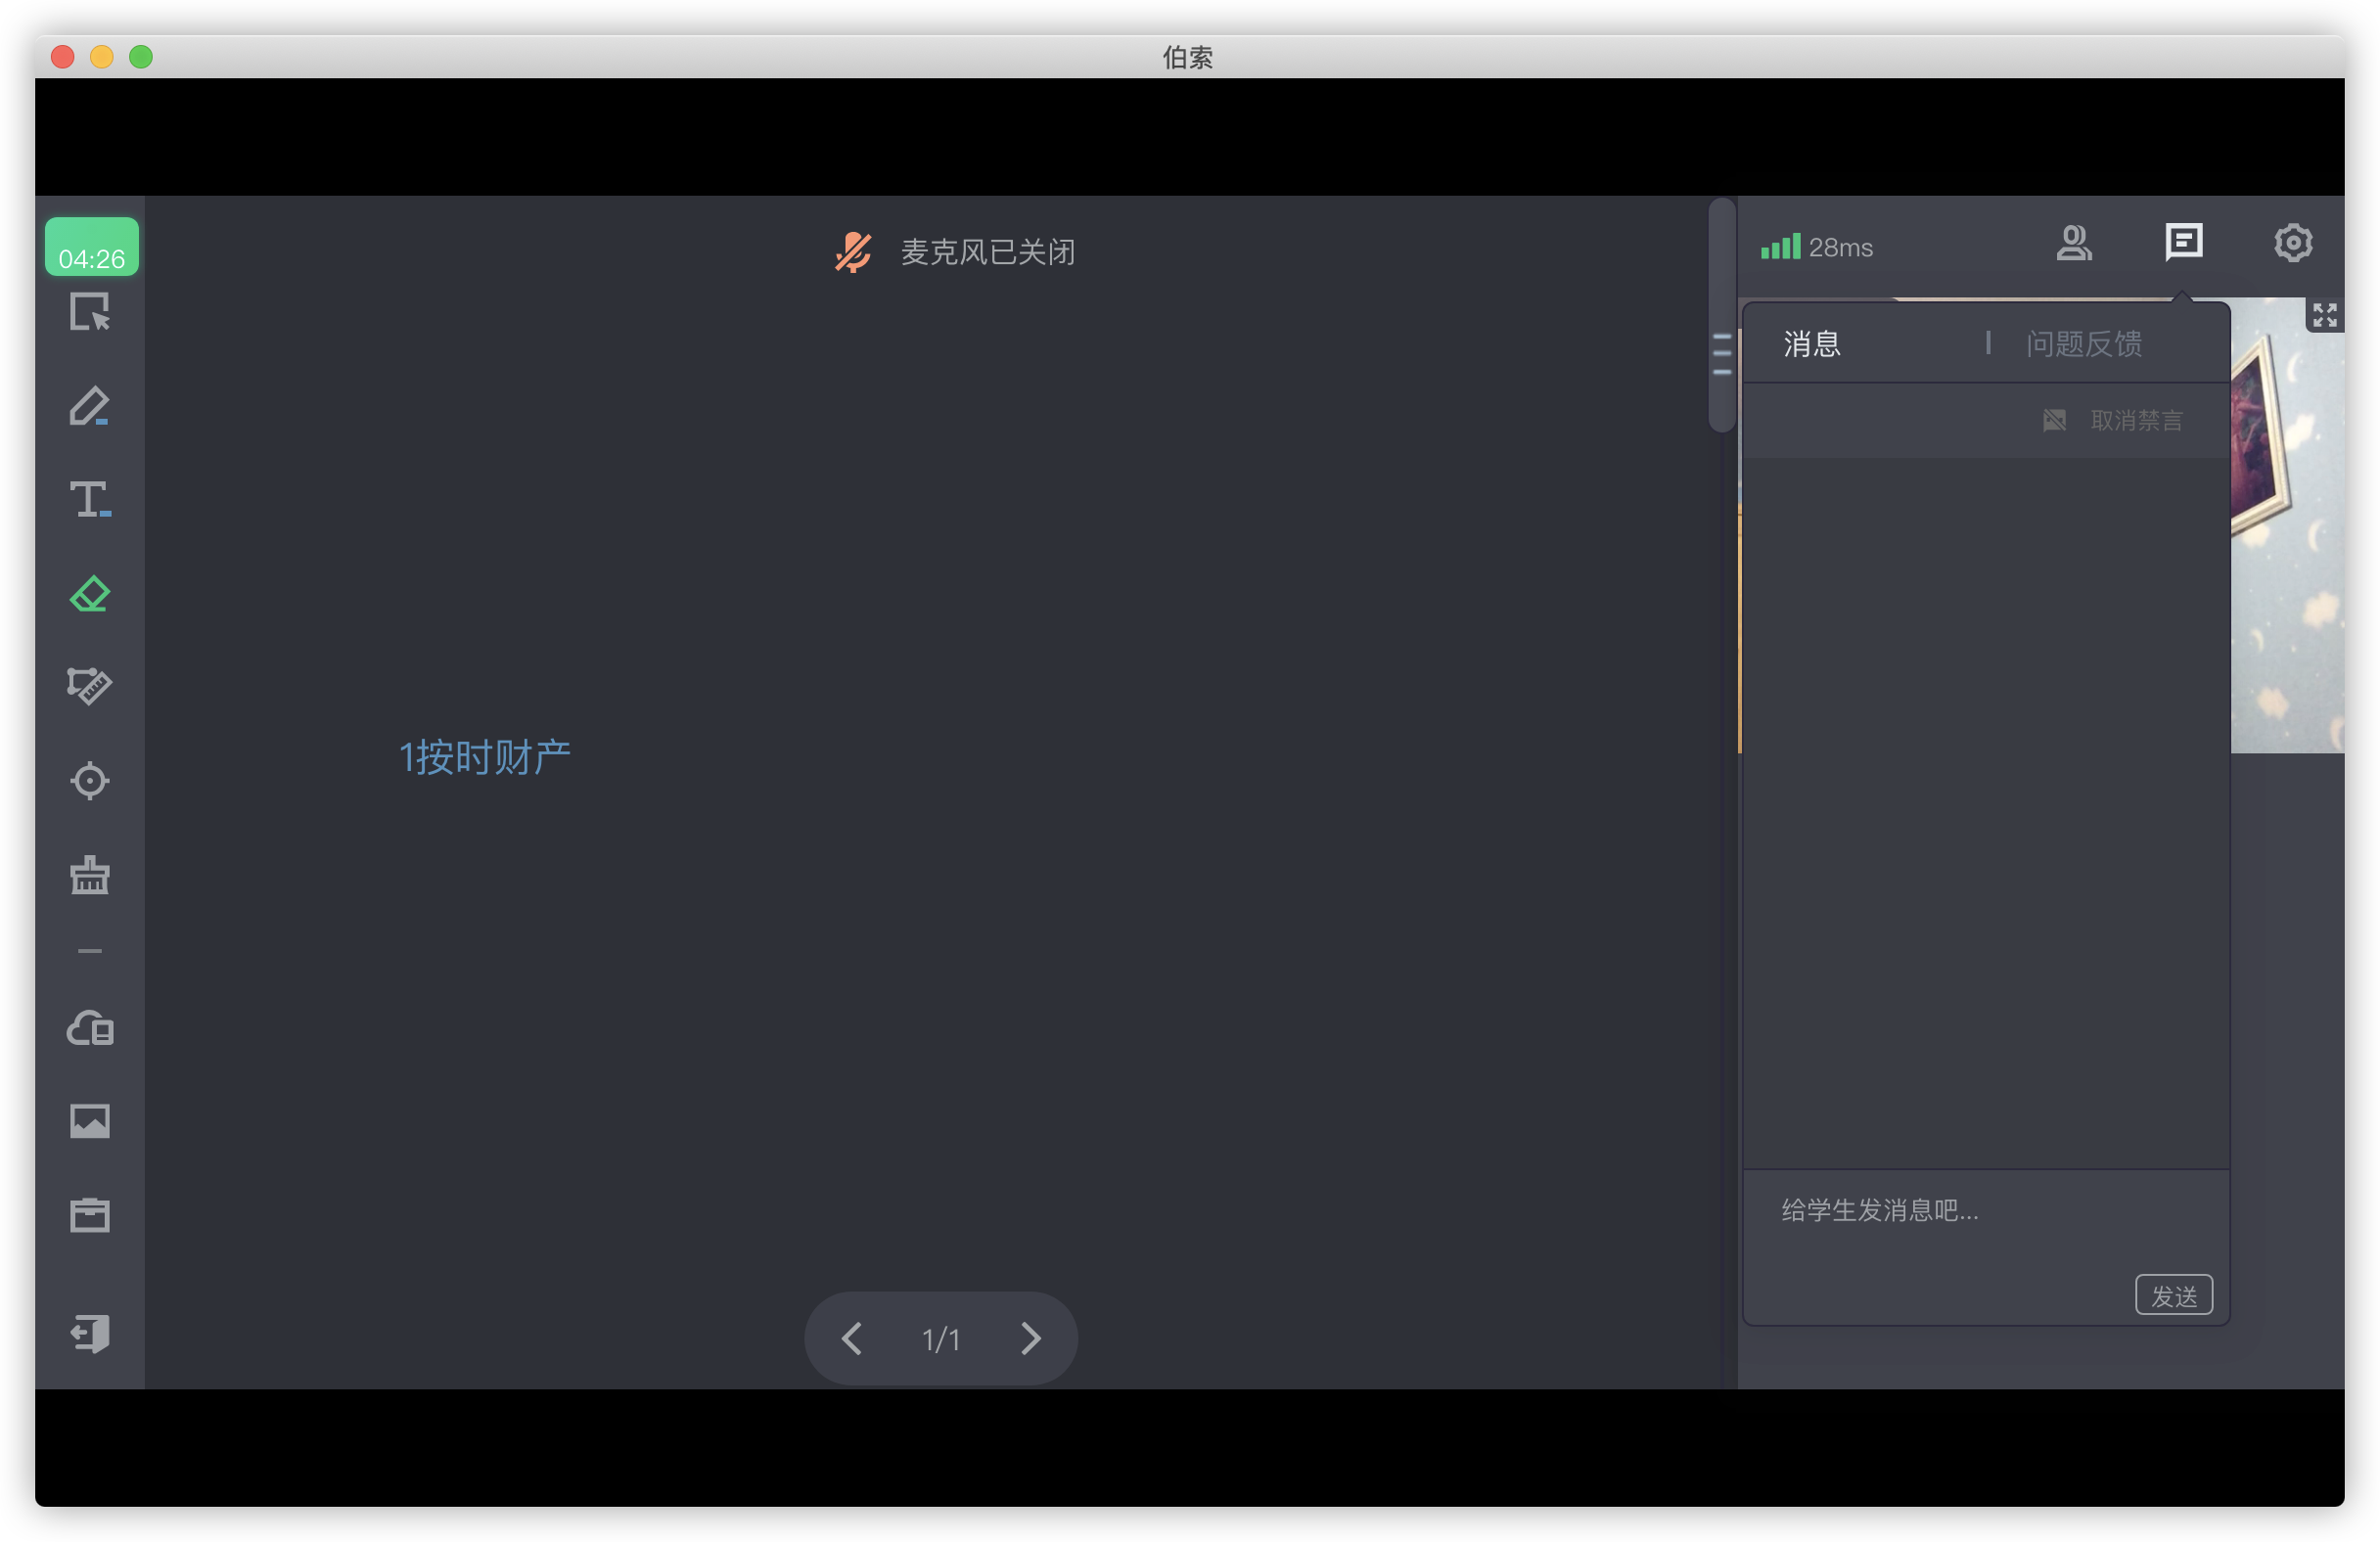 伯索
04:26
麦克风已关闭
28ms
消息
问题反馈
取消禁言
1按时财产
给学生发消息吧...
发送
1/1